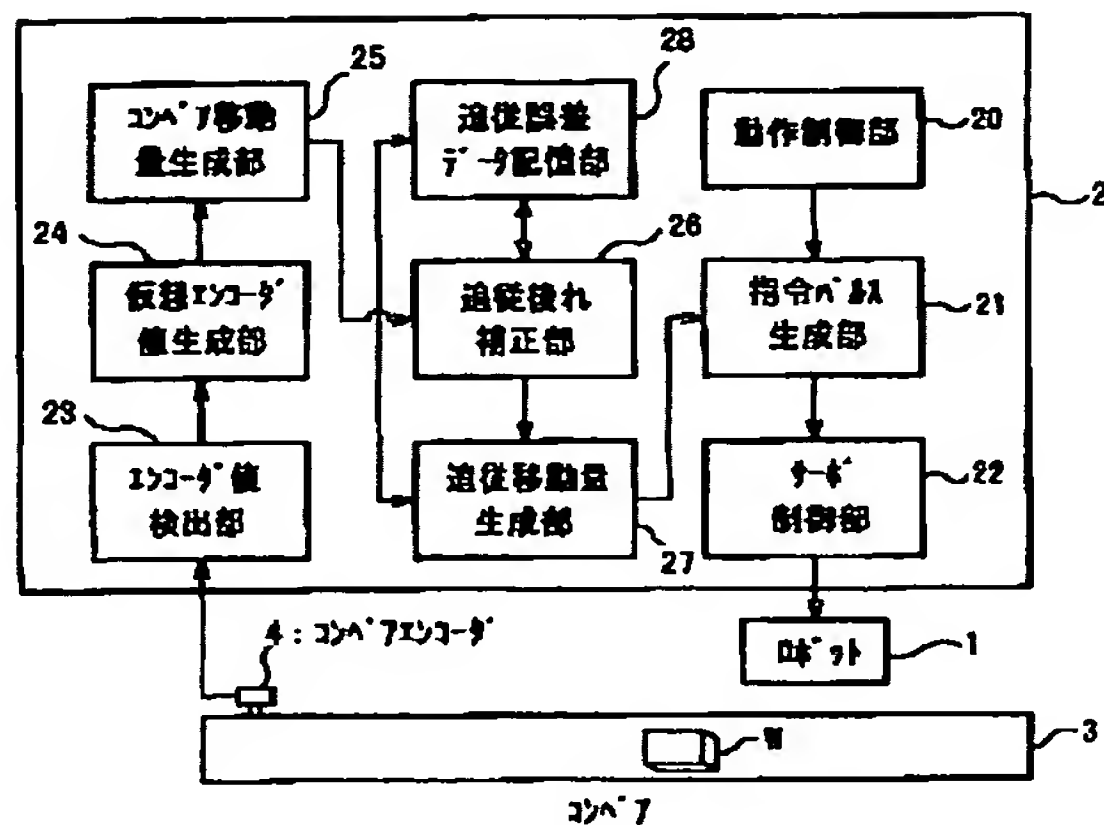 25
コンベア移動
量生成部
28
追従誤差
データ記憶部
20
動作制御部
2
24
仮想エンコーダ
値生成部
26
追従遅れ
補正部
指令パルス
生成部
21
23
エンコーダ値
検出部
追従移動量
生成部
27
サーボ
制御部
22
4:コンベアエンコーダ
ロボット
1
W
3
コンベア